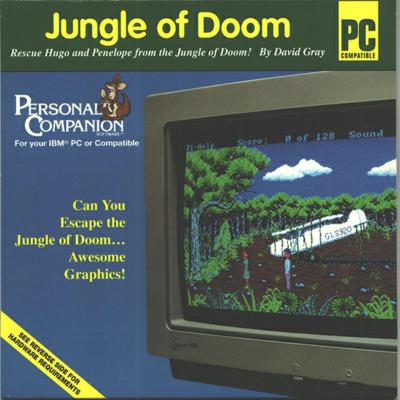 Jungle of Doom
Rescue Hugo and Penelope from the Jungle of Doom! By David Gray
PC
COMPATIBLE
PERSONAL
COMPANION
SOFTWARE™
For your IBM® PC or Compatible
Can You
Escape the
Jungle of Doom...
Awesome
Graphics!
SEE REVERSE SIDE FOR
HARDWARE REQUIREMENTS
F1-Help Score: 0 of 128 Sound
GLS920